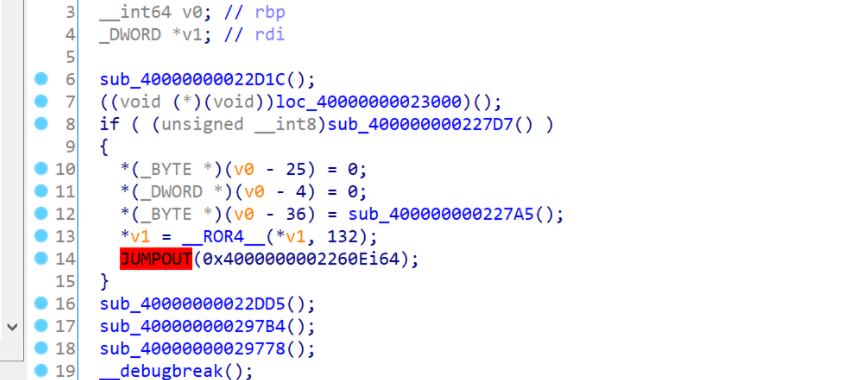 3 __int64 v0; // rbp
4 _DWORD *v1; // rdi
5
6 sub_40000000022D1C();
7 ((void (*)(void))loc_40000000023000)();
8 if ( (unsigned __int8)sub_400000000227D7() )
9 {
10 *(_BYTE *)(v0 - 25) = 0;
11 *(_DWORD *)(v0 - 4) = 0;
12 *(_BYTE *)(v0 - 36) = sub_400000000227A5();
13 *v1 = __ROR4__(*v1, 132);
14 JUMPOUT(0x4000000002260Ei64);
15 }
16 sub_40000000022DD5();
17 sub_400000000297B4();
18 sub_40000000029778();
19 __debugbreak();